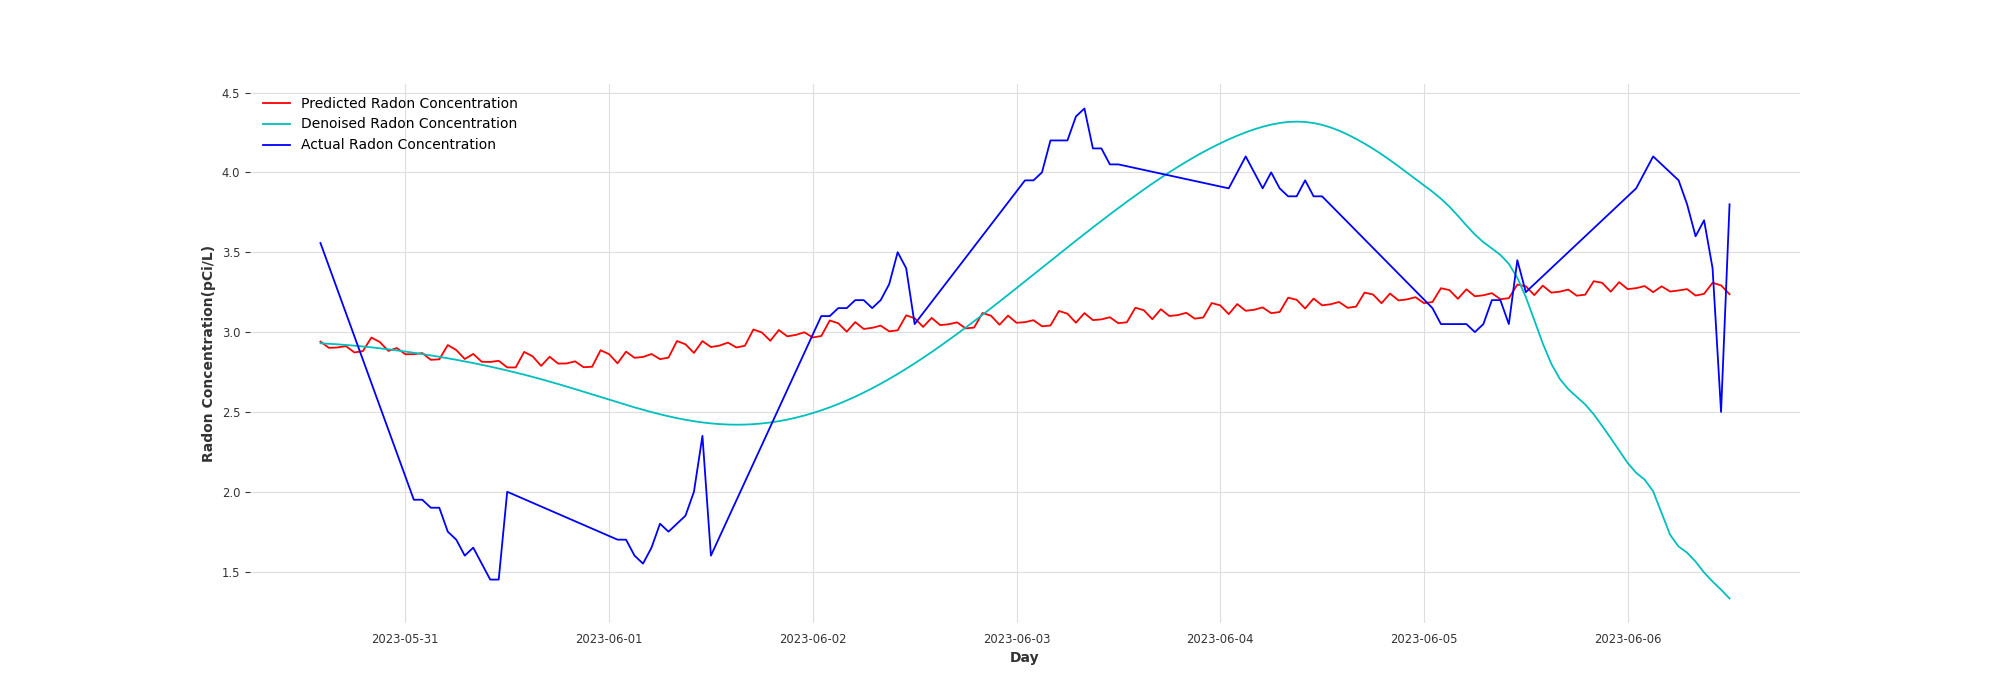 Predicted Radon Concentration
Denoised Radon Concentration
Actual Radon Concentration
4.5
4.0
3.5
3.0
2.5
2.0
1.5
Radon Concentration(pCi/L)
2023-05-31 2023-06-01 2023-06-02 2023-06-03 2023-06-04 2023-06-05 2023-06-06
Day